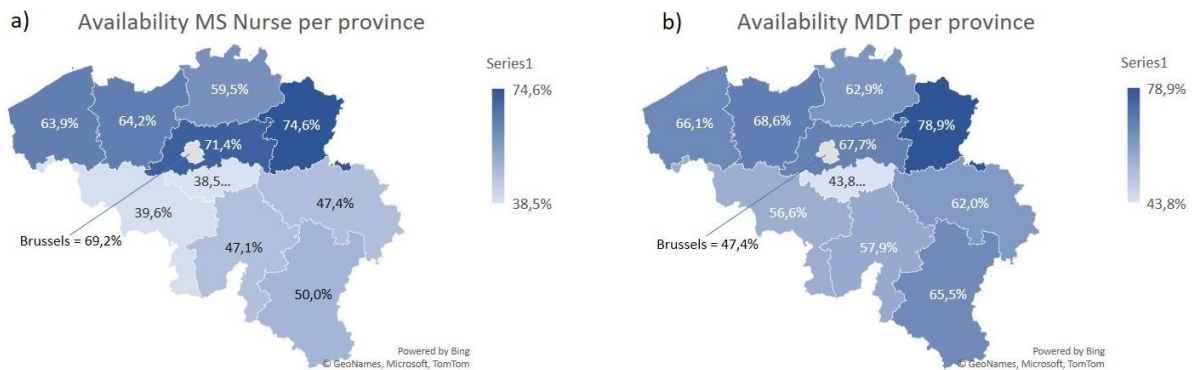 a) Availability MS Nurse per province
Series1
74,6%
38,5%
59,5%
63,9%
64,2%
74,6%
71,4%
38,5...
39,6%
47,4%
Brussels = 69,2%
47,1%
50,0%
Powered by Bing
© GeoNames, Microsoft, TomTom
b) Availability MDT per province
Series1
78,9%
43,8%
62,9%
66,1%
68,6%
78,9%
67,7%
43,8...
56,6%
62,0%
Brussels = 47,4%
57,9%
65,5%
Powered by Bing
© GeoNames, Microsoft, TomTom